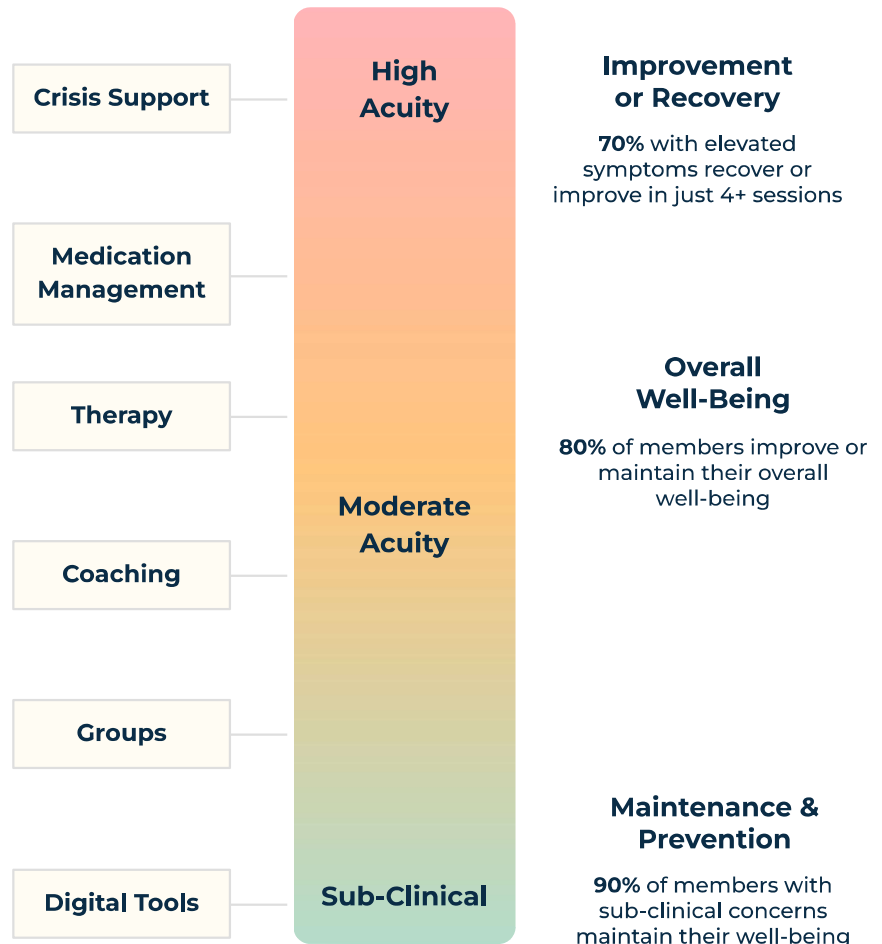 Crisis Support
High
Acuity
Improvement
or Recovery
70% with elevated
symptoms recover or
improve in just 4+ sessions
Medication
Management
Therapy
Overall
Well-Being
80% of members improve or
maintain their overall
well-being
Moderate
Acuity
Coaching
Groups
Maintenance &
Prevention
Digital Tools
Sub-Clinical
90% of members with
sub-clinical concerns
maintain their well-being